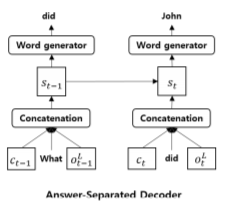 did John
Word generator Word generator
s_{t-1} s_t
Concatenation Concatenation
c_{t-1} What o^L_{t-1} c_t did o^L_t
Answer-Separated Decoder